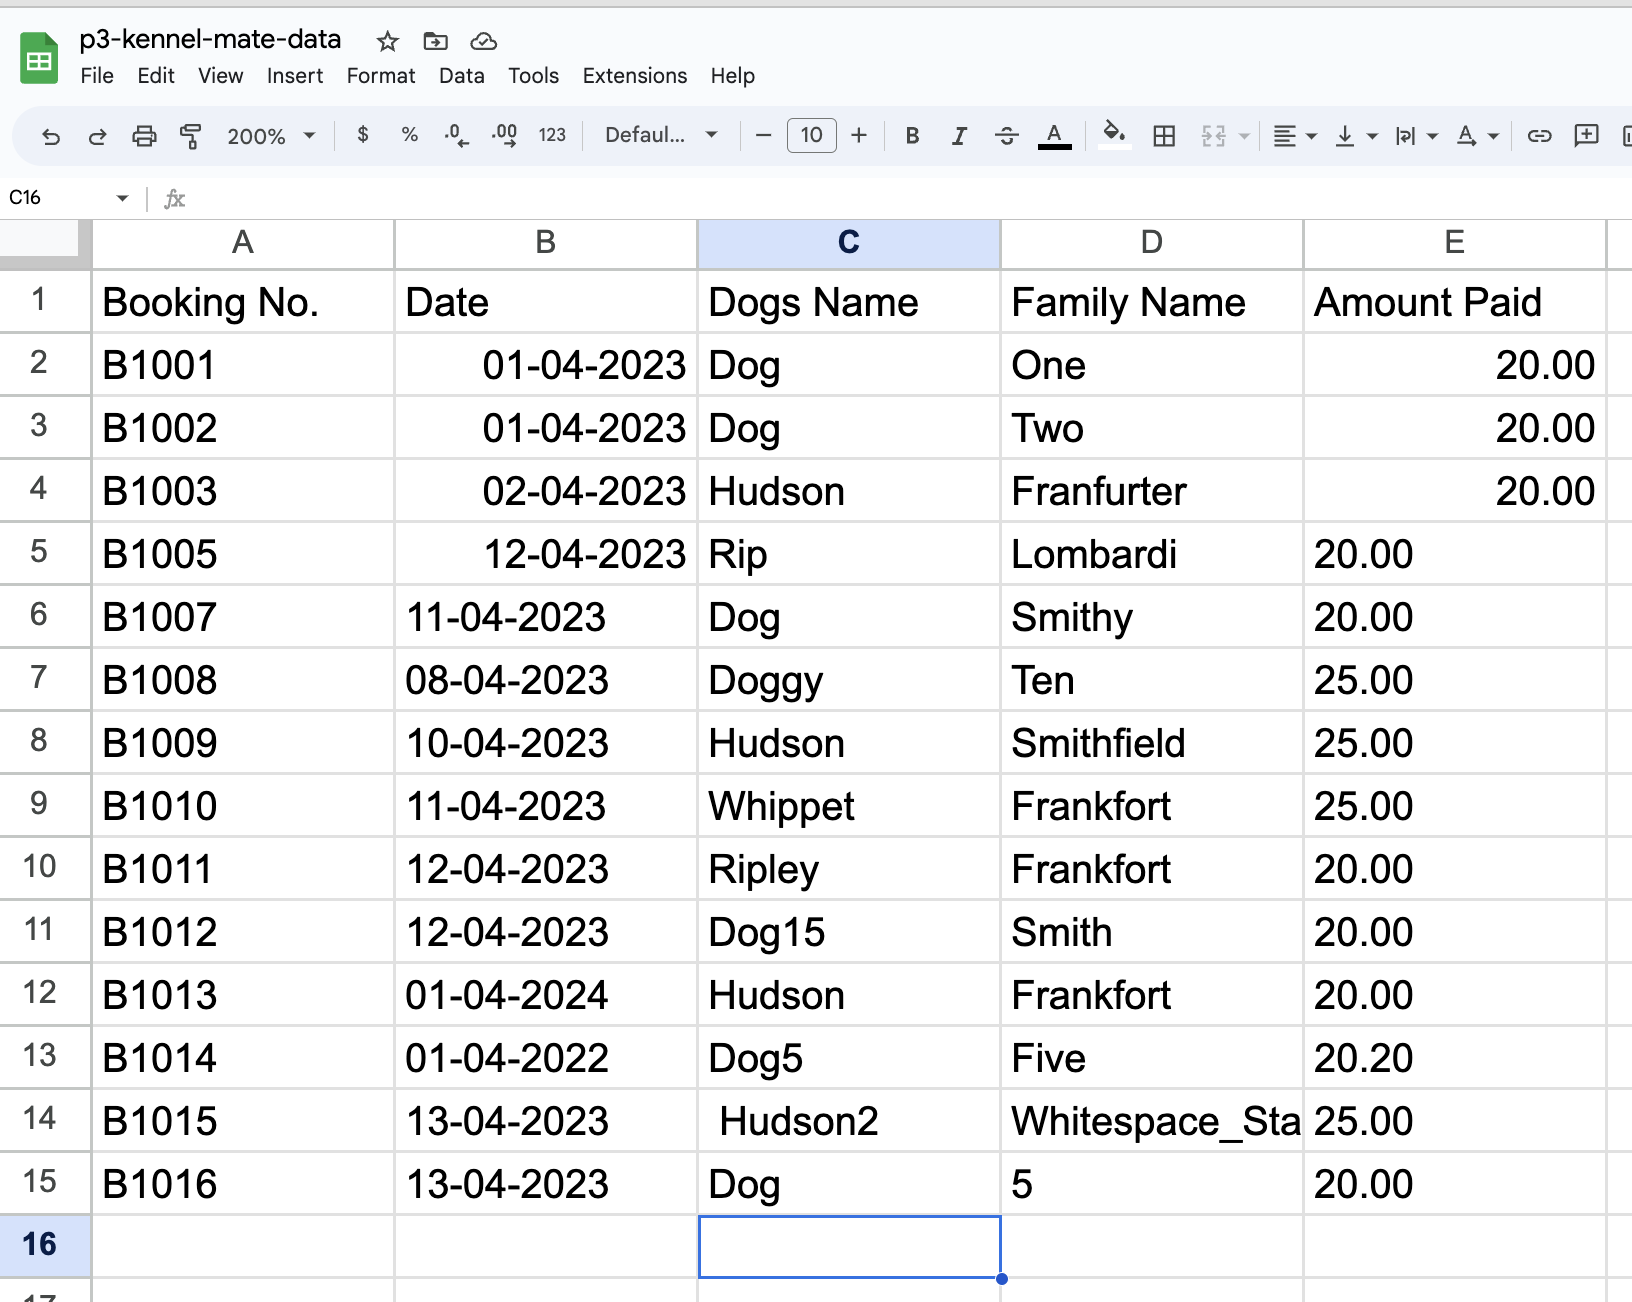 p3-kennel-mate-data
File Edit View Insert Format Data Tools Extensions Help
200% $ % .0 .00 123 Defaul... − 10 + B I S A
C16 fx
A B C D E
1 Booking No. Date Dogs Name Family Name Amount Paid
2 B1001 01-04-2023 Dog One 20.00
3 B1002 01-04-2023 Dog Two 20.00
4 B1003 02-04-2023 Hudson Franfurter 20.00
5 B1005 12-04-2023 Rip Lombardi 20.00
6 B1007 11-04-2023 Dog Smithy 20.00
7 B1008 08-04-2023 Doggy Ten 25.00
8 B1009 10-04-2023 Hudson Smithfield 25.00
9 B1010 11-04-2023 Whippet Frankfort 25.00
10 B1011 12-04-2023 Ripley Frankfort 20.00
11 B1012 12-04-2023 Dog15 Smith 20.00
12 B1013 01-04-2024 Hudson Frankfort 20.00
13 B1014 01-04-2022 Dog5 Five 20.20
14 B1015 13-04-2023 Hudson2 Whitespace_Sta 25.00
15 B1016 13-04-2023 Dog 5 20.00
16
17